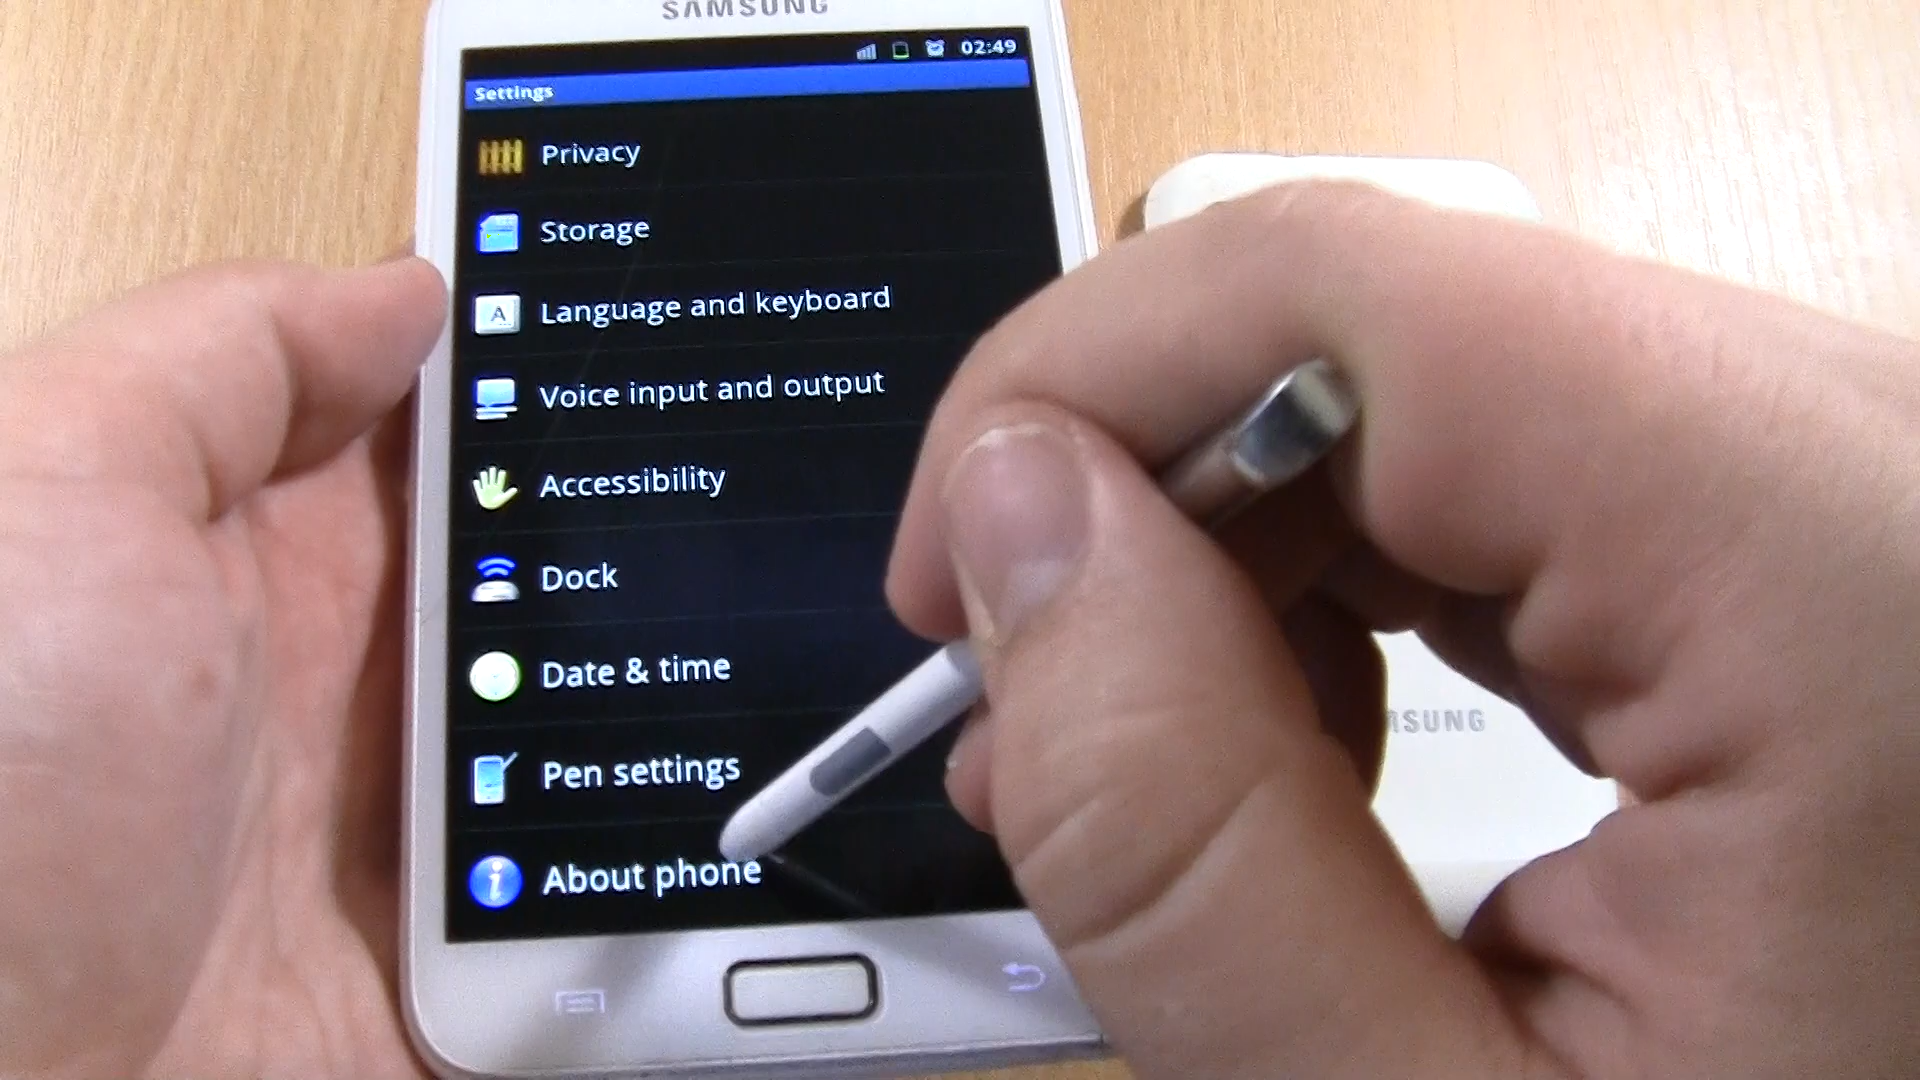 SAMSUNG
02:49
Settings
Privacy
Storage
A
Language and keyboard
Voice input and output
Accessibility
Dock
Date & time
Pen settings
i
About phone